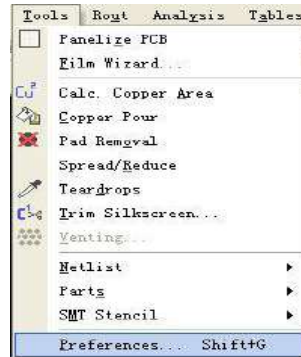 Tools Rout Analysis Tables
Panelize PCB
Film Wizard...
Calc. Copper Area
Copper Pour
Pad Removal
Spread/Reduce
Teardrops
Trim Silkscreen...
Venting...
Netlist
Parts
SMT Stencil
Preferences... Shift+G